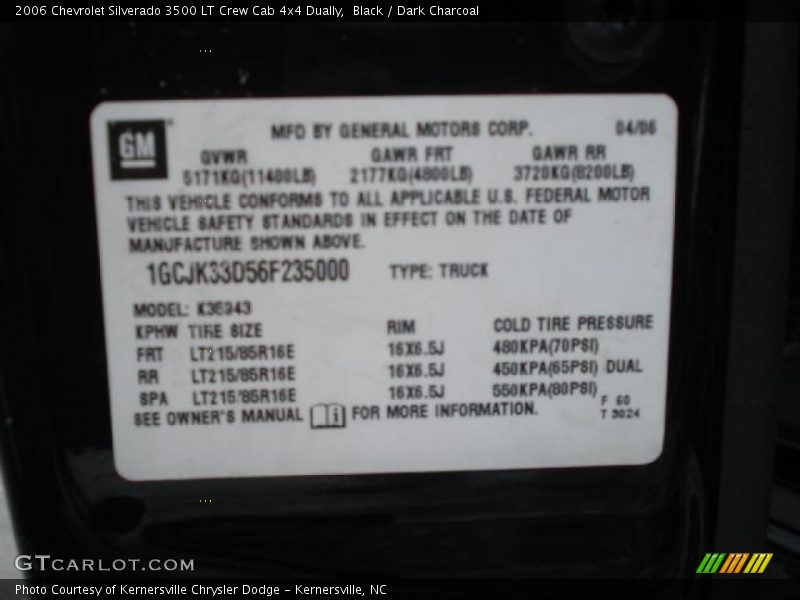 2006 Chevrolet Silverado 3500 LT Crew Cab 4x4 Dually, Black / Dark Charcoal
GM
MFD BY GENERAL MOTORS CORP. 04/06
GVWR GAWR FRT GAWR RR
5171KG(11400LB) 2177KG(4800LB) 3720KG(8200LB)
THIS VEHICLE CONFORMS TO ALL APPLICABLE U.S. FEDERAL MOTOR
VEHICLE SAFETY STANDARDS IN EFFECT ON THE DATE OF
MANUFACTURE SHOWN ABOVE.
1GCJK33D56F235000 TYPE: TRUCK
MODEL:
KPHW TIRE SIZE RIM COLD TIRE PRESSURE
FRT LT215/85R16E 16X6.5J 480KPA(70PSI)
RR LT215/85R16E 16X6.5J 450KPA(65PSI) DUAL
SPA LT215/85R16E 16X6.5J 550KPA(80PSI)
SEE OWNER'S MANUAL FOR MORE INFORMATION.
F 60
T 3024
GTCARLOT.COM
Photo Courtesy of Kernersville Chrysler Dodge – Kernersville, NC